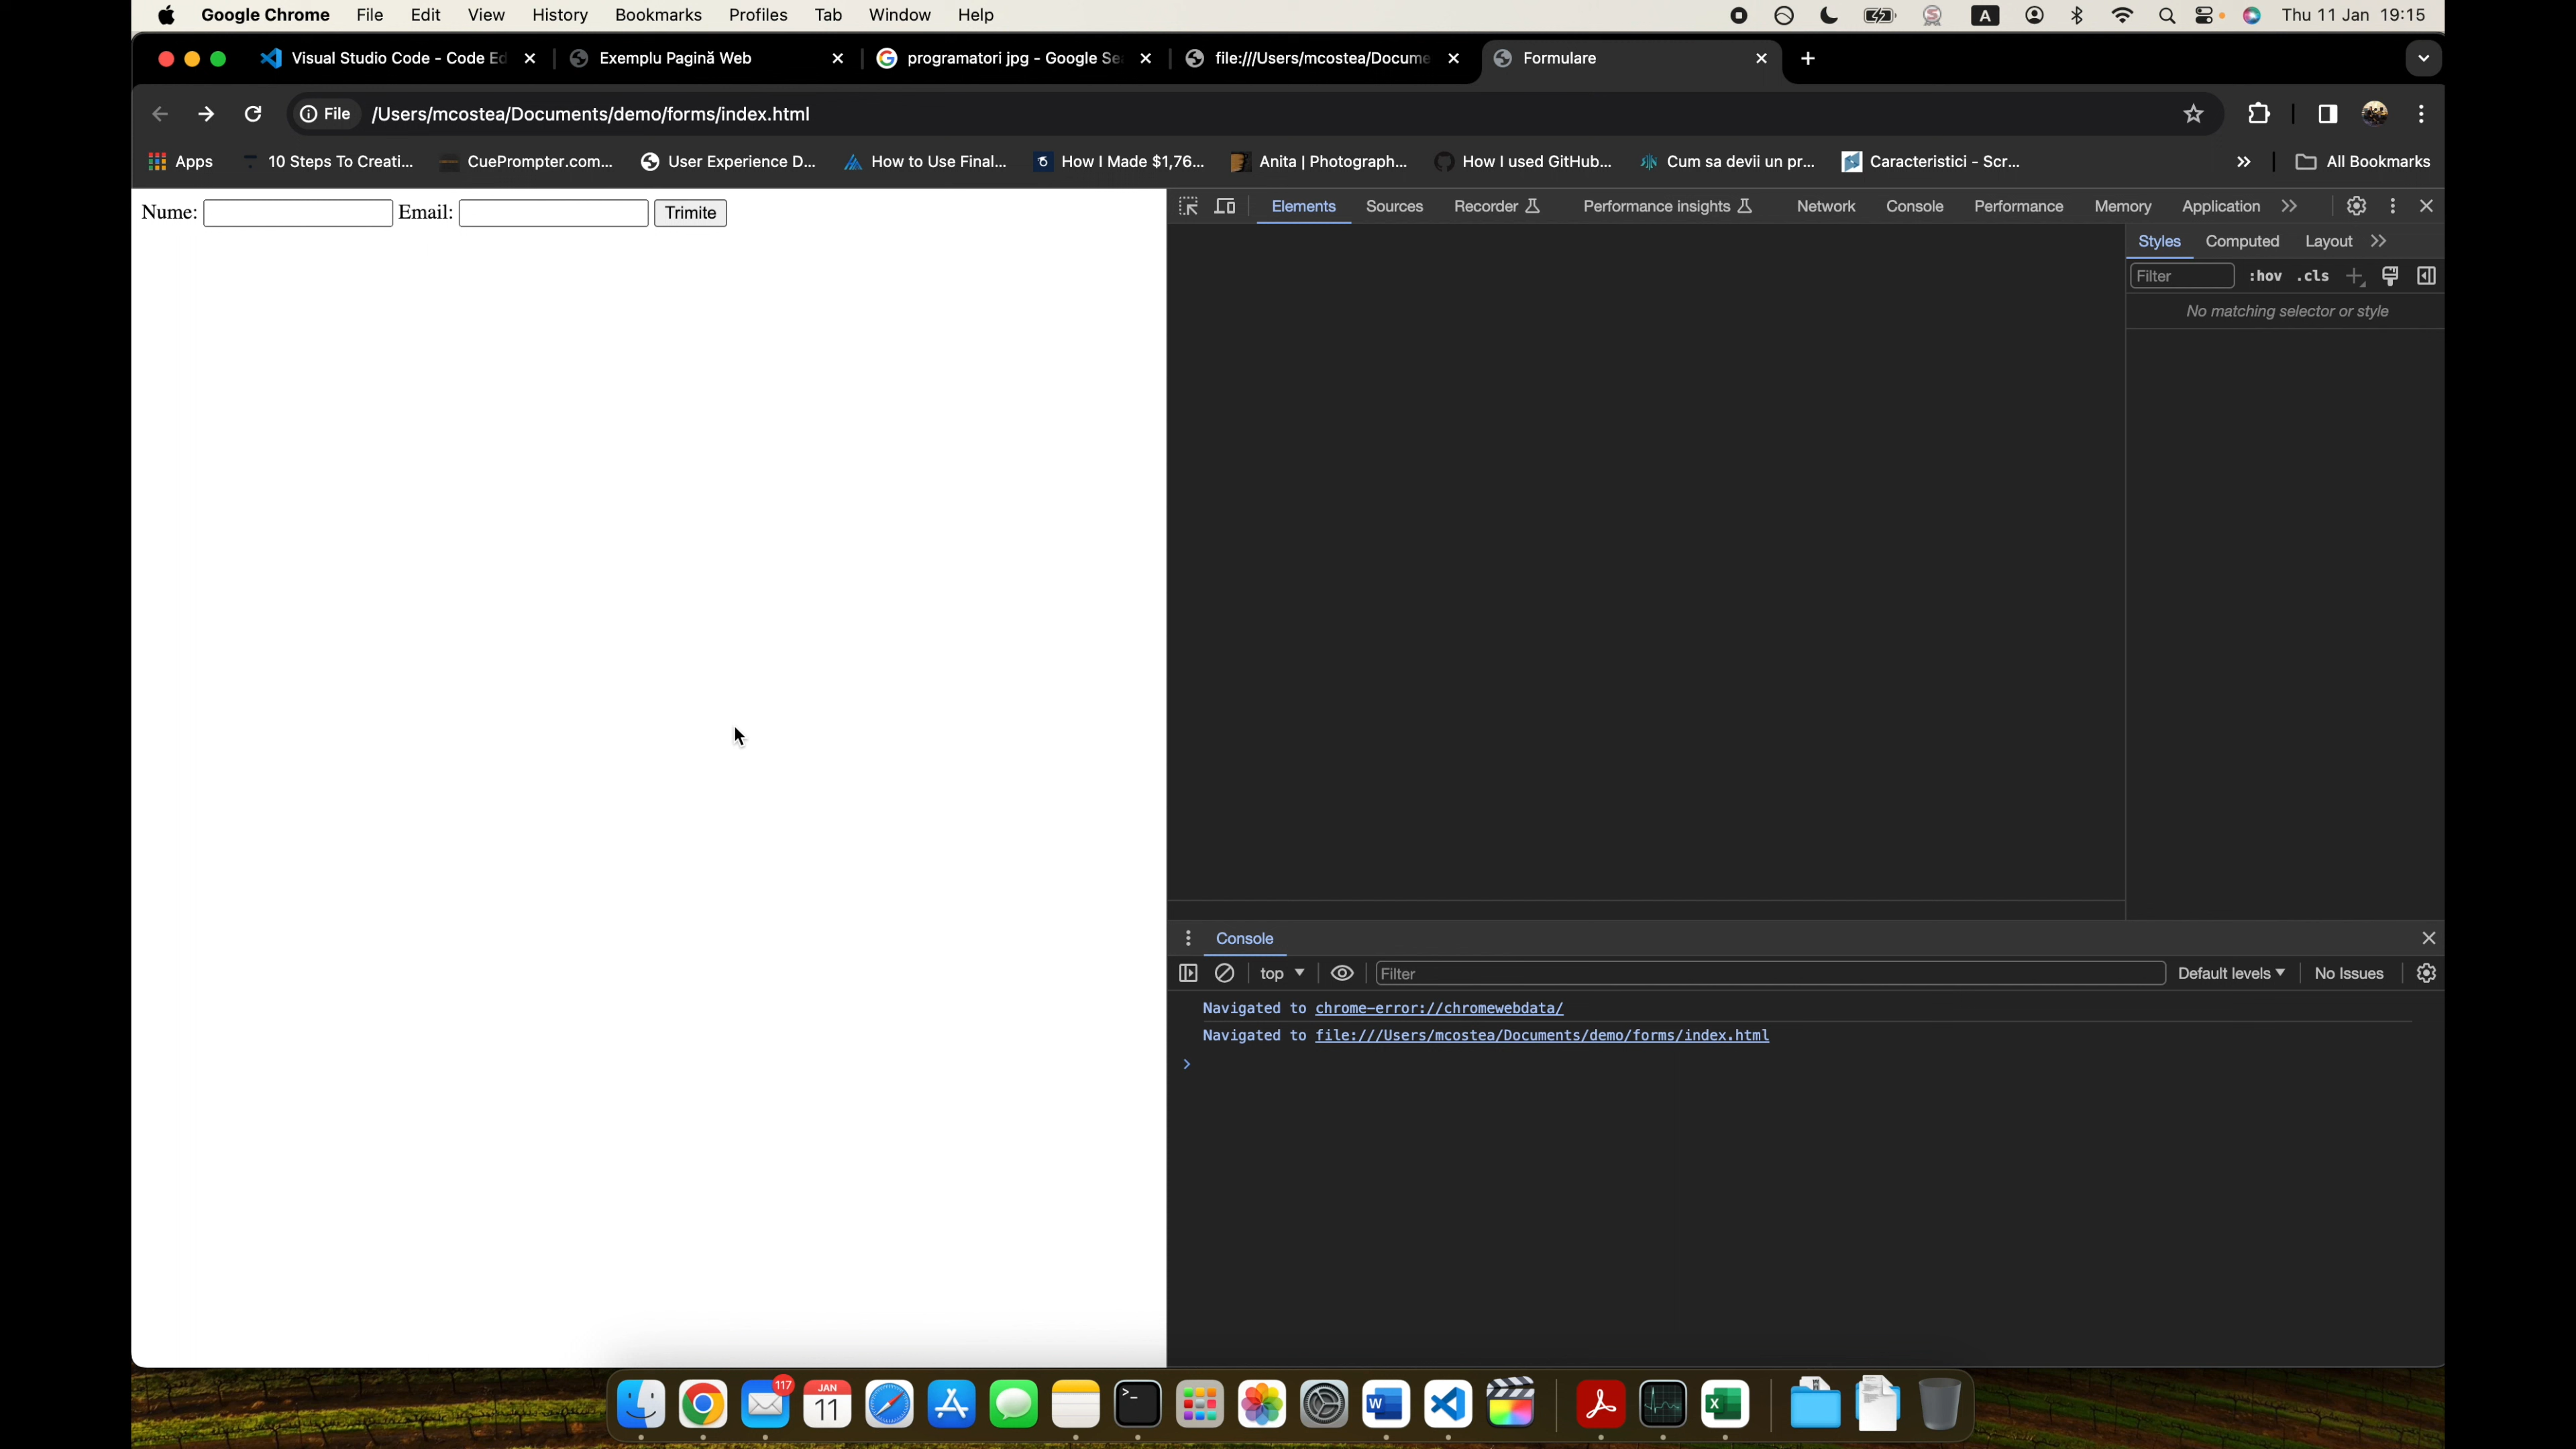 Google Chrome File Edit View History Bookmarks Profiles Tab Window Help A Thu 11 Jan 19:15
Visual Studio Code - Code Ed Exemplu Pagină Web programatori jpg - Google Se file:///Users/mcostea/Docume Formulare
File /Users/mcostea/Documents/demo/forms/index.html
Apps 10 Steps To Creati... CuePrompter.com... User Experience D... How to Use Final... How I Made $1,76... Anita | Photograph... How I used GitHub... Cum sa devii un pr... Caracteristici - Scr... All Bookmarks
Nume: Email: Trimite
Elements Sources Recorder Performance insights Network Console Performance Memory Application
Styles Computed Layout
Filter :hov .cls
No matching selector or style
Console
top Filter Default levels No Issues
Navigated to chrome-error://chromewebdata/
Navigated to file:///Users/mcostea/Documents/demo/forms/index.html
117
JAN
11